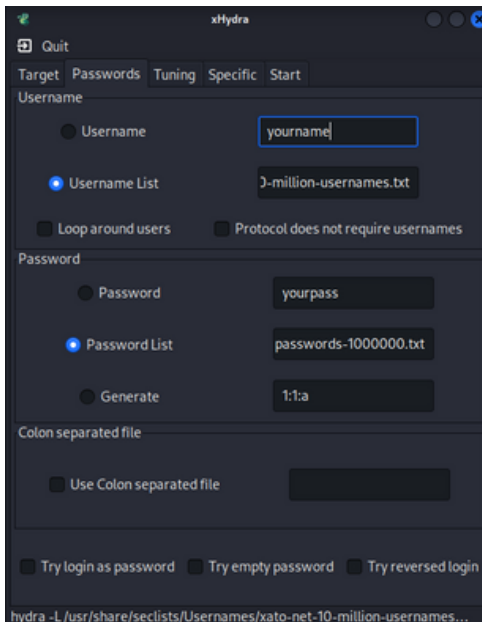 xHydra
Quit
Target Passwords Tuning Specific Start
Username
Username yourname
Username List 0-million-usernames.txt
Loop around users Protocol does not require usernames
Password
Password yourpass
Password List passwords-1000000.txt
Generate 1:1:a
Colon separated file
Use Colon separated file
Try login as password Try empty password Try reversed login
hydra -L /usr/share/seclists/Usernames/xato-net-10-million-usernames...